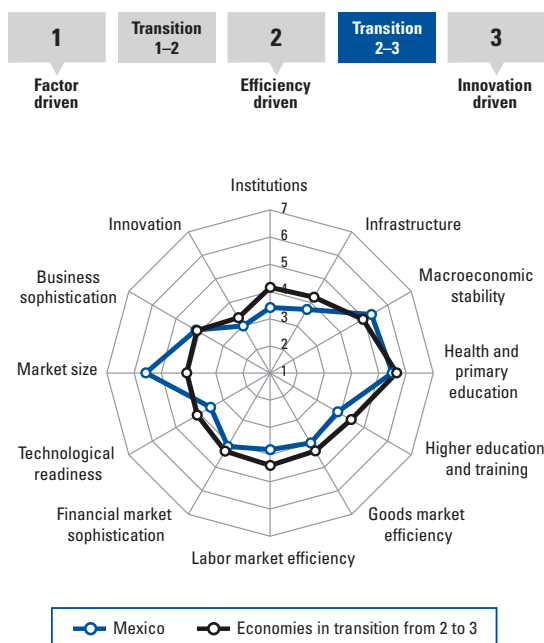 1
Transition
1–2
2
Transition
2–3
3
Factor
driven
Efficiency
driven
Innovation
driven
Institutions
7
6
5
4
3
2
1
Infrastructure
Macroeconomic
stability
Health and
primary
education
Higher education
and training
Goods market
efficiency
Labor market efficiency
Financial market
sophistication
Technological
readiness
Market size
Business
sophistication
Innovation
Mexico
Economies in transition from 2 to 3